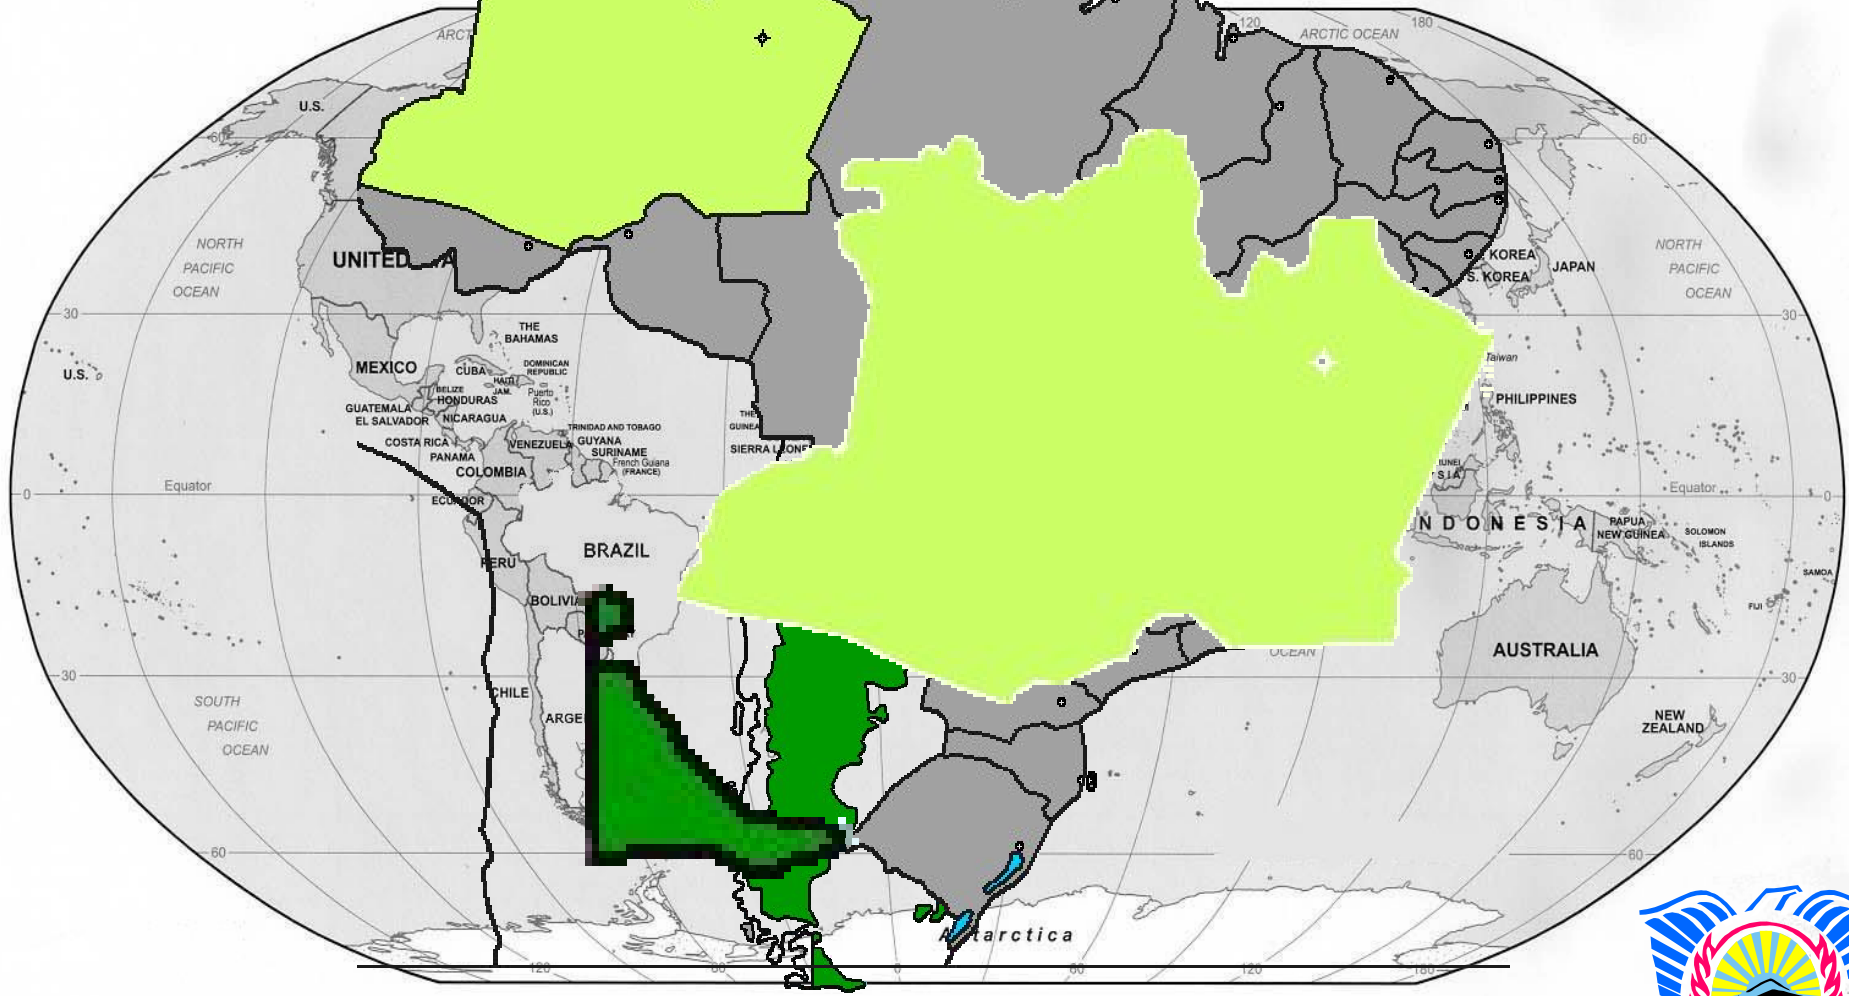 120
180
ARCTIC OCEAN
U.S.
60
60
NORTH
PACIFIC
OCEAN
UNITED
KOREA
S. KOREA
JAPAN
NORTH
PACIFIC
OCEAN
30
30
THE
BAHAMAS
MEXICO
CUBA
DOMINICAN
REPUBLIC
HAITI
JAM.
Puerto
Rico
(U.S.)
U.S.
BELIZE
HONDURAS
GUATEMALA
EL SALVADOR
NICARAGUA
Taiwan
PHILIPPINES
COSTA RICA
PANAMA
TRINIDAD AND TOBAGO
VENEZUELA
GUYANA
SURINAME
French Guiana
(FRANCE)
COLOMBIA
THE
GUINEA
SIERRA LEONE
Equator
0
ECUADOR
Equator
0
NDONESIA
PAPUA
NEW GUINEA
SOLOMON
ISLANDS
BRAZIL
PERU
BOLIVIA
SAMOA
FIJI
AUSTRALIA
OCEAN
30
30
CHILE
SOUTH
PACIFIC
OCEAN
NEW
ZEALAND
60
60
Antarctica
120
60
0
60
120
180